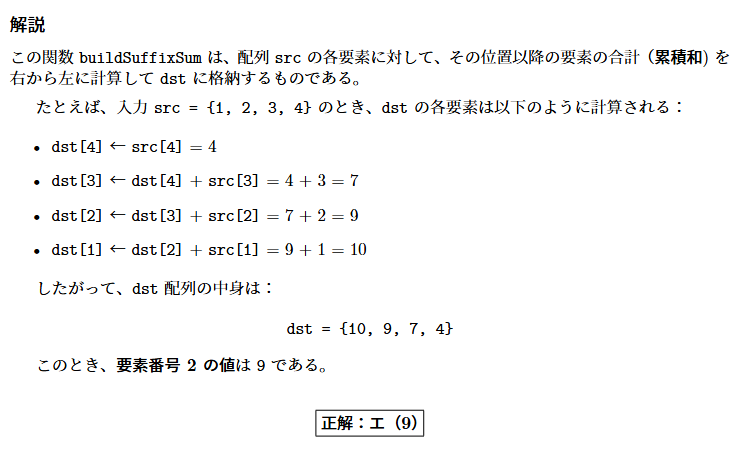 解説
この関数 buildSuffixSum は、配列 src の各要素に対して、その位置以降の要素の合計（累積和) を
右から左に計算して dst に格納するものである。
たとえば、入力 src = {1, 2, 3, 4} のとき、dst の各要素は以下のように計算される：
• dst[4] ← src[4] = 4
• dst[3] ← dst[4] + src[3] = 4 + 3 = 7
• dst[2] ← dst[3] + src[2] = 7 + 2 = 9
• dst[1] ← dst[2] + src[1] = 9 + 1 = 10
したがって、dst 配列の中身は：
dst = {10, 9, 7, 4}
このとき、要素番号 2 の値は 9 である。
正解：エ（9）